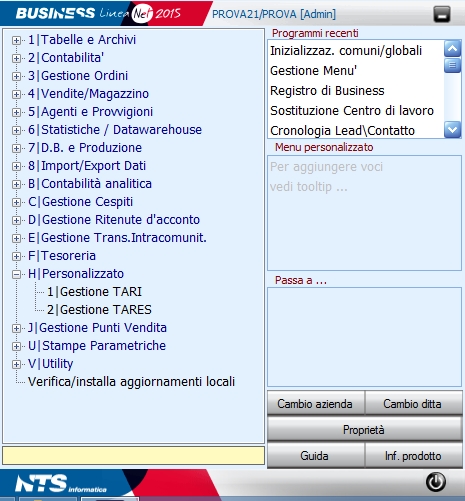 BUSINESS Linea Net 2015 PROVA21/PROVA [Admin]
1|Tabelle e Archivi
2|Contabilita'
3|Gestione Ordini
4|Vendite/Magazzino
5|Agenti e Provvigioni
6|Statistiche / Datawarehouse
7|D.B. e Produzione
8|Import/Export Dati
B|Contabilità analitica
C|Gestione Cespiti
D|Gestione Ritenute d'acconto
E|Gestione Trans.Intracomunit.
F|Tesoreria
H|Personalizzato
1|Gestione TARI
2|Gestione TARES
J|Gestione Punti Vendita
U|Stampe Parametriche
V|Utility
Verifica/installa aggiornamenti locali
Programmi recenti
Inizializzaz. comuni/globali
Gestione Menu'
Registro di Business
Sostituzione Centro di lavoro
Cronologia Lead\Contatto
Menu personalizzato
Per aggiungere voci
vedi tooltip ...
Passa a ...
Cambio azienda Cambio ditta
Proprietà
Guida Inf. prodotto
NTS informatica